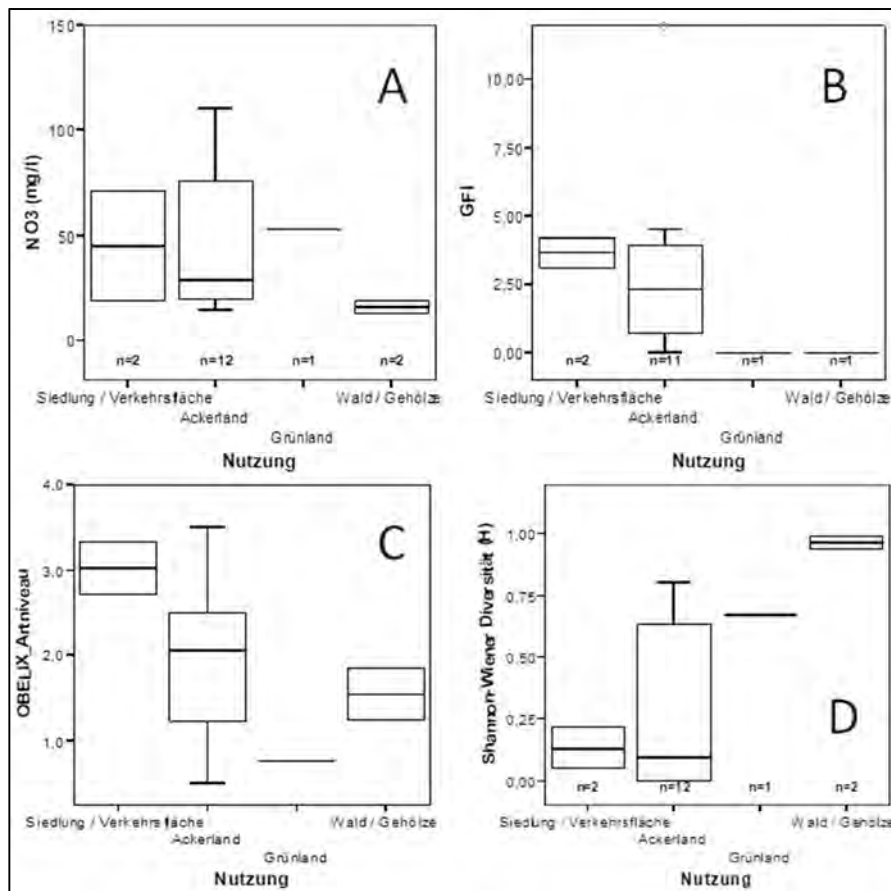 A
NO3 (mg/l)
150
100
50
0
n=2 n=12 n=1 n=2
Siedlung / Verkehrsfläche
Ackerland
Grünland
Wald / Gehölze
Nutzung
B
GFI
10,00
7,50
5,00
2,50
0,00
n=2 n=11 n=1 n=1
Siedlung / Verkehrsfläche
Ackerland
Grünland
Wald / Gehölze
Nutzung
C
OBELIX_Artniveau
4.0
3.0
2.0
1.0
Siedlung / Verkehrsfläche
Ackerland
Grünland
Wald / Gehölze
Nutzung
D
Shannon-Wiener Diversität (H)
1.00
0.75
0,50
0,25
0,00
n=2 n=12 n=1 n=2
Siedlung / Verkehrsfläche
Ackerland
Grünland
Wald / Gehölze
Nutzung